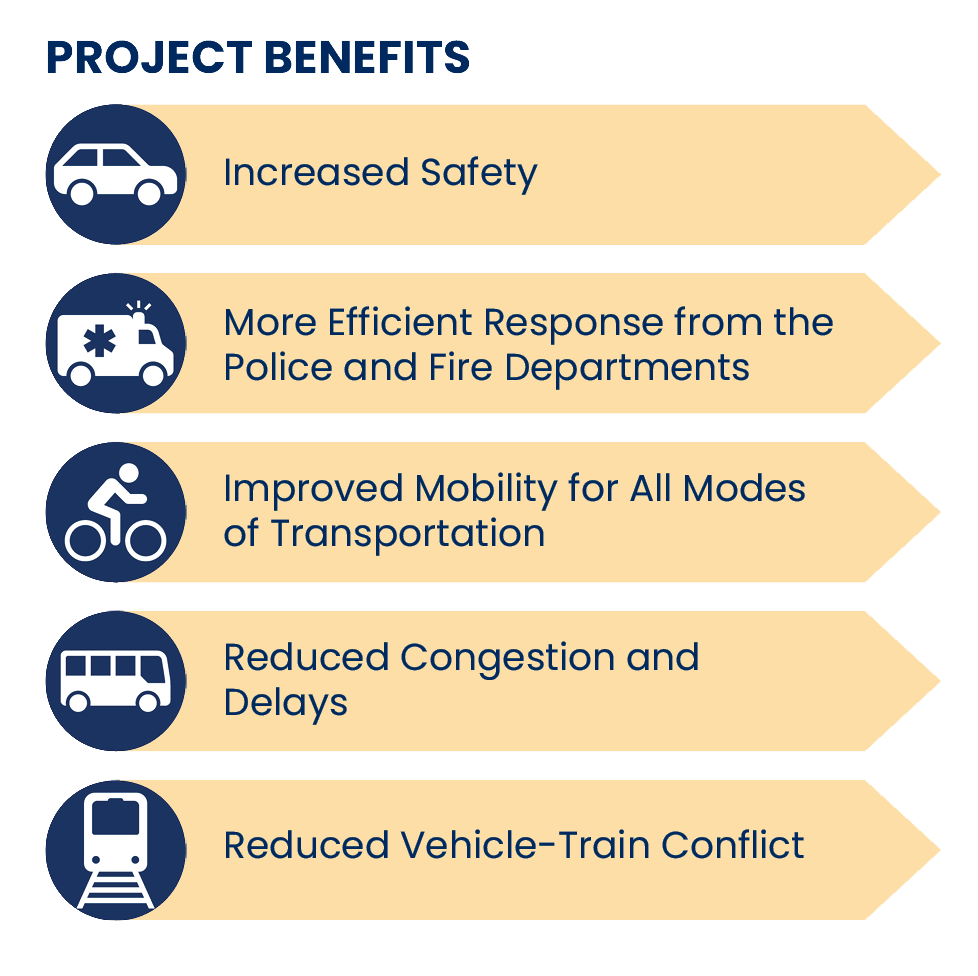 PROJECT BENEFITS
Increased Safety
More Efficient Response from the
Police and Fire Departments
Improved Mobility for All Modes
of Transportation
Reduced Congestion and
Delays
Reduced Vehicle-Train Conflict